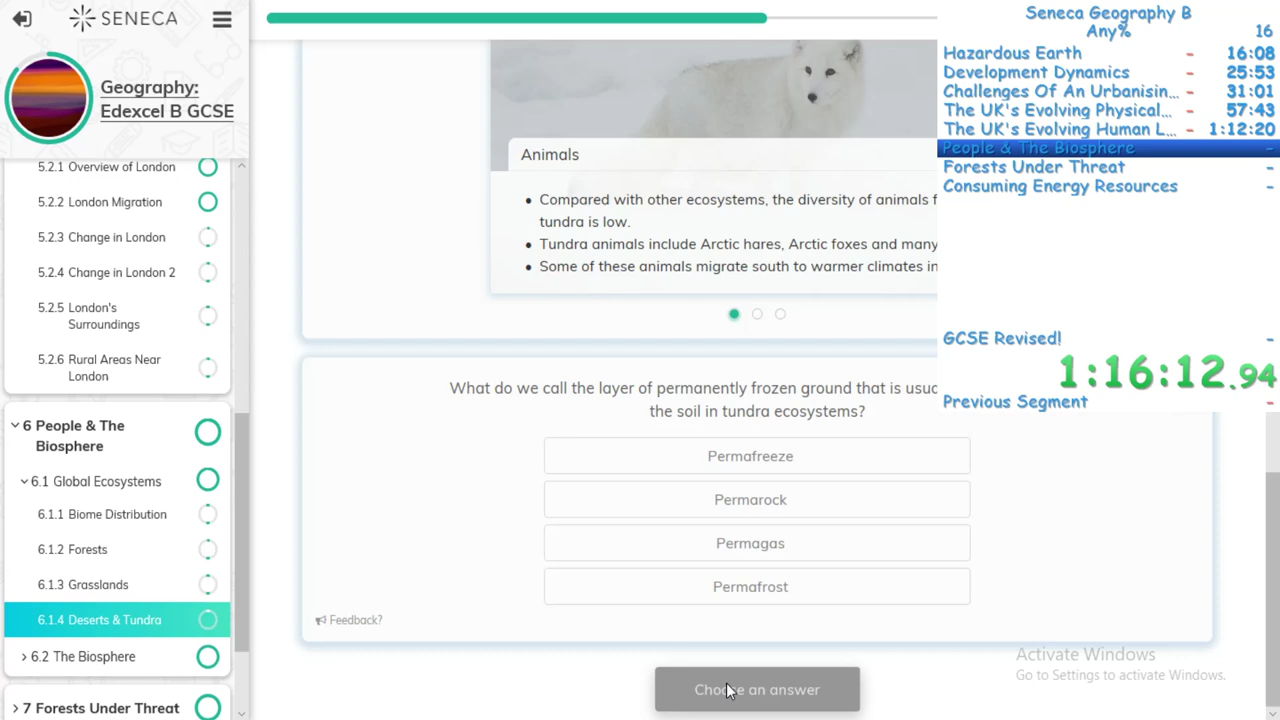 SENECA
Geography:
Edexcel B GCSE
5.2.1 Overview of London
5.2.2 London Migration
5.2.3 Change in London
5.2.4 Change in London 2
5.2.5 London's
Surroundings
5.2.6 Rural Areas Near
London
6 People & The
Biosphere
6.1 Global Ecosystems
6.1.1 Biome Distribution
6.1.2 Forests
6.1.3 Grasslands
6.1.4 Deserts & Tundra
6.2 The Biosphere
7 Forests Under Threat
Animals
Compared with other ecosystems, the diversity of animals
tundra is low.
Tundra animals include Arctic hares, Arctic foxes and many
Some of these animals migrate south to warmer climates in
What do we call the layer of permanently frozen ground that is
the soil in tundra ecosystems?
Permafreeze
Permarock
Permagas
Permafrost
Feedback?
Choose an answer
Seneca Geography B
Any% 16
Hazardous Earth - 16:08
Development Dynamics - 25:53
Challenges Of An Urbanisin... - 31:01
The UK's Evolving Physical... - 57:43
The UK's Evolving Human L... - 1:12:20
People & The Biosphere -
Forests Under Threat -
Consuming Energy Resources -
GCSE Revised! -
1:16:12.94
Previous Segment -
Activate Windows
Go to Settings to activate Windows.